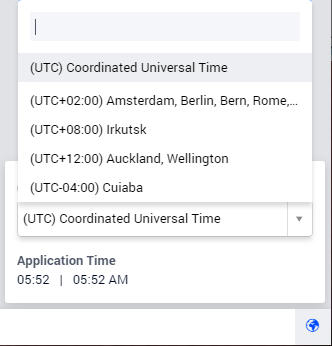 (UTC) Coordinated Universal Time
(UTC+02:00) Amsterdam, Berlin, Bern, Rome,...
(UTC+08:00) Irkutsk
(UTC+12:00) Auckland, Wellington
(UTC-04:00) Cuiaba
(UTC) Coordinated Universal Time
Application Time
05:52 | 05:52 AM